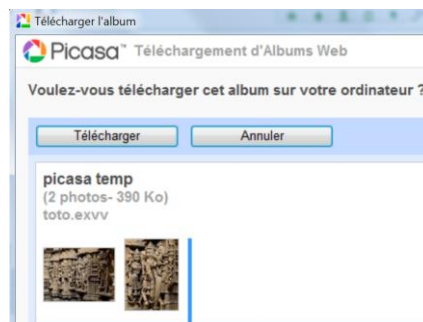 Télécharger l'album
Picasa™ Téléchargement d'Albums Web
Voulez-vous télécharger cet album sur votre ordinateur ?
Télécharger
Annuler
picasa temp
(2 photos- 390 Ko)
toto.exvv